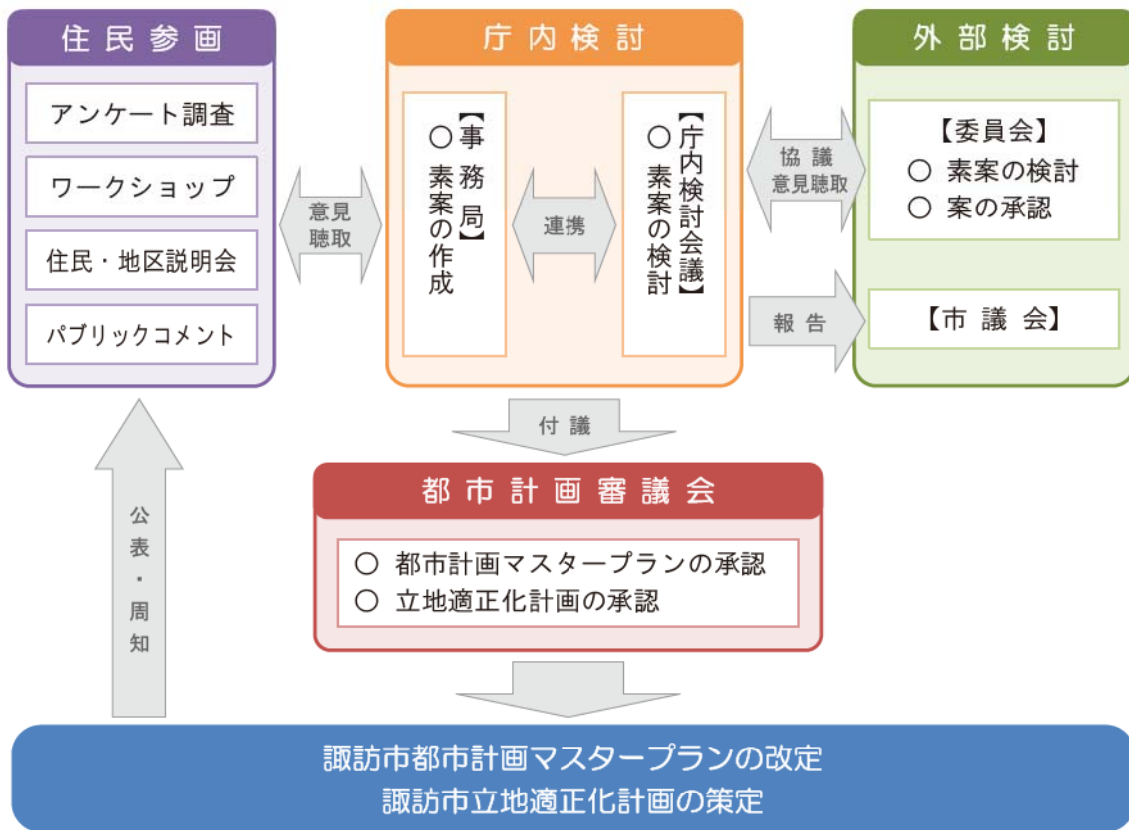 住民参画
アンケート調査
ワークショップ
住民・地区説明会
パブリックコメント
意見
聴取
庁内検討
【事務局】
○ 素案の作成
連携
【庁内検討会議】
○ 素案の検討
協議
意見聴取
報告
外部検討
【委員会】
○ 素案の検討
○ 案の承認
【市議会】
付議
都市計画審議会
○ 都市計画マスタープランの承認
○ 立地適正化計画の承認
公表・周知
諏訪市都市計画マスタープランの改定
諏訪市立地適正化計画の策定